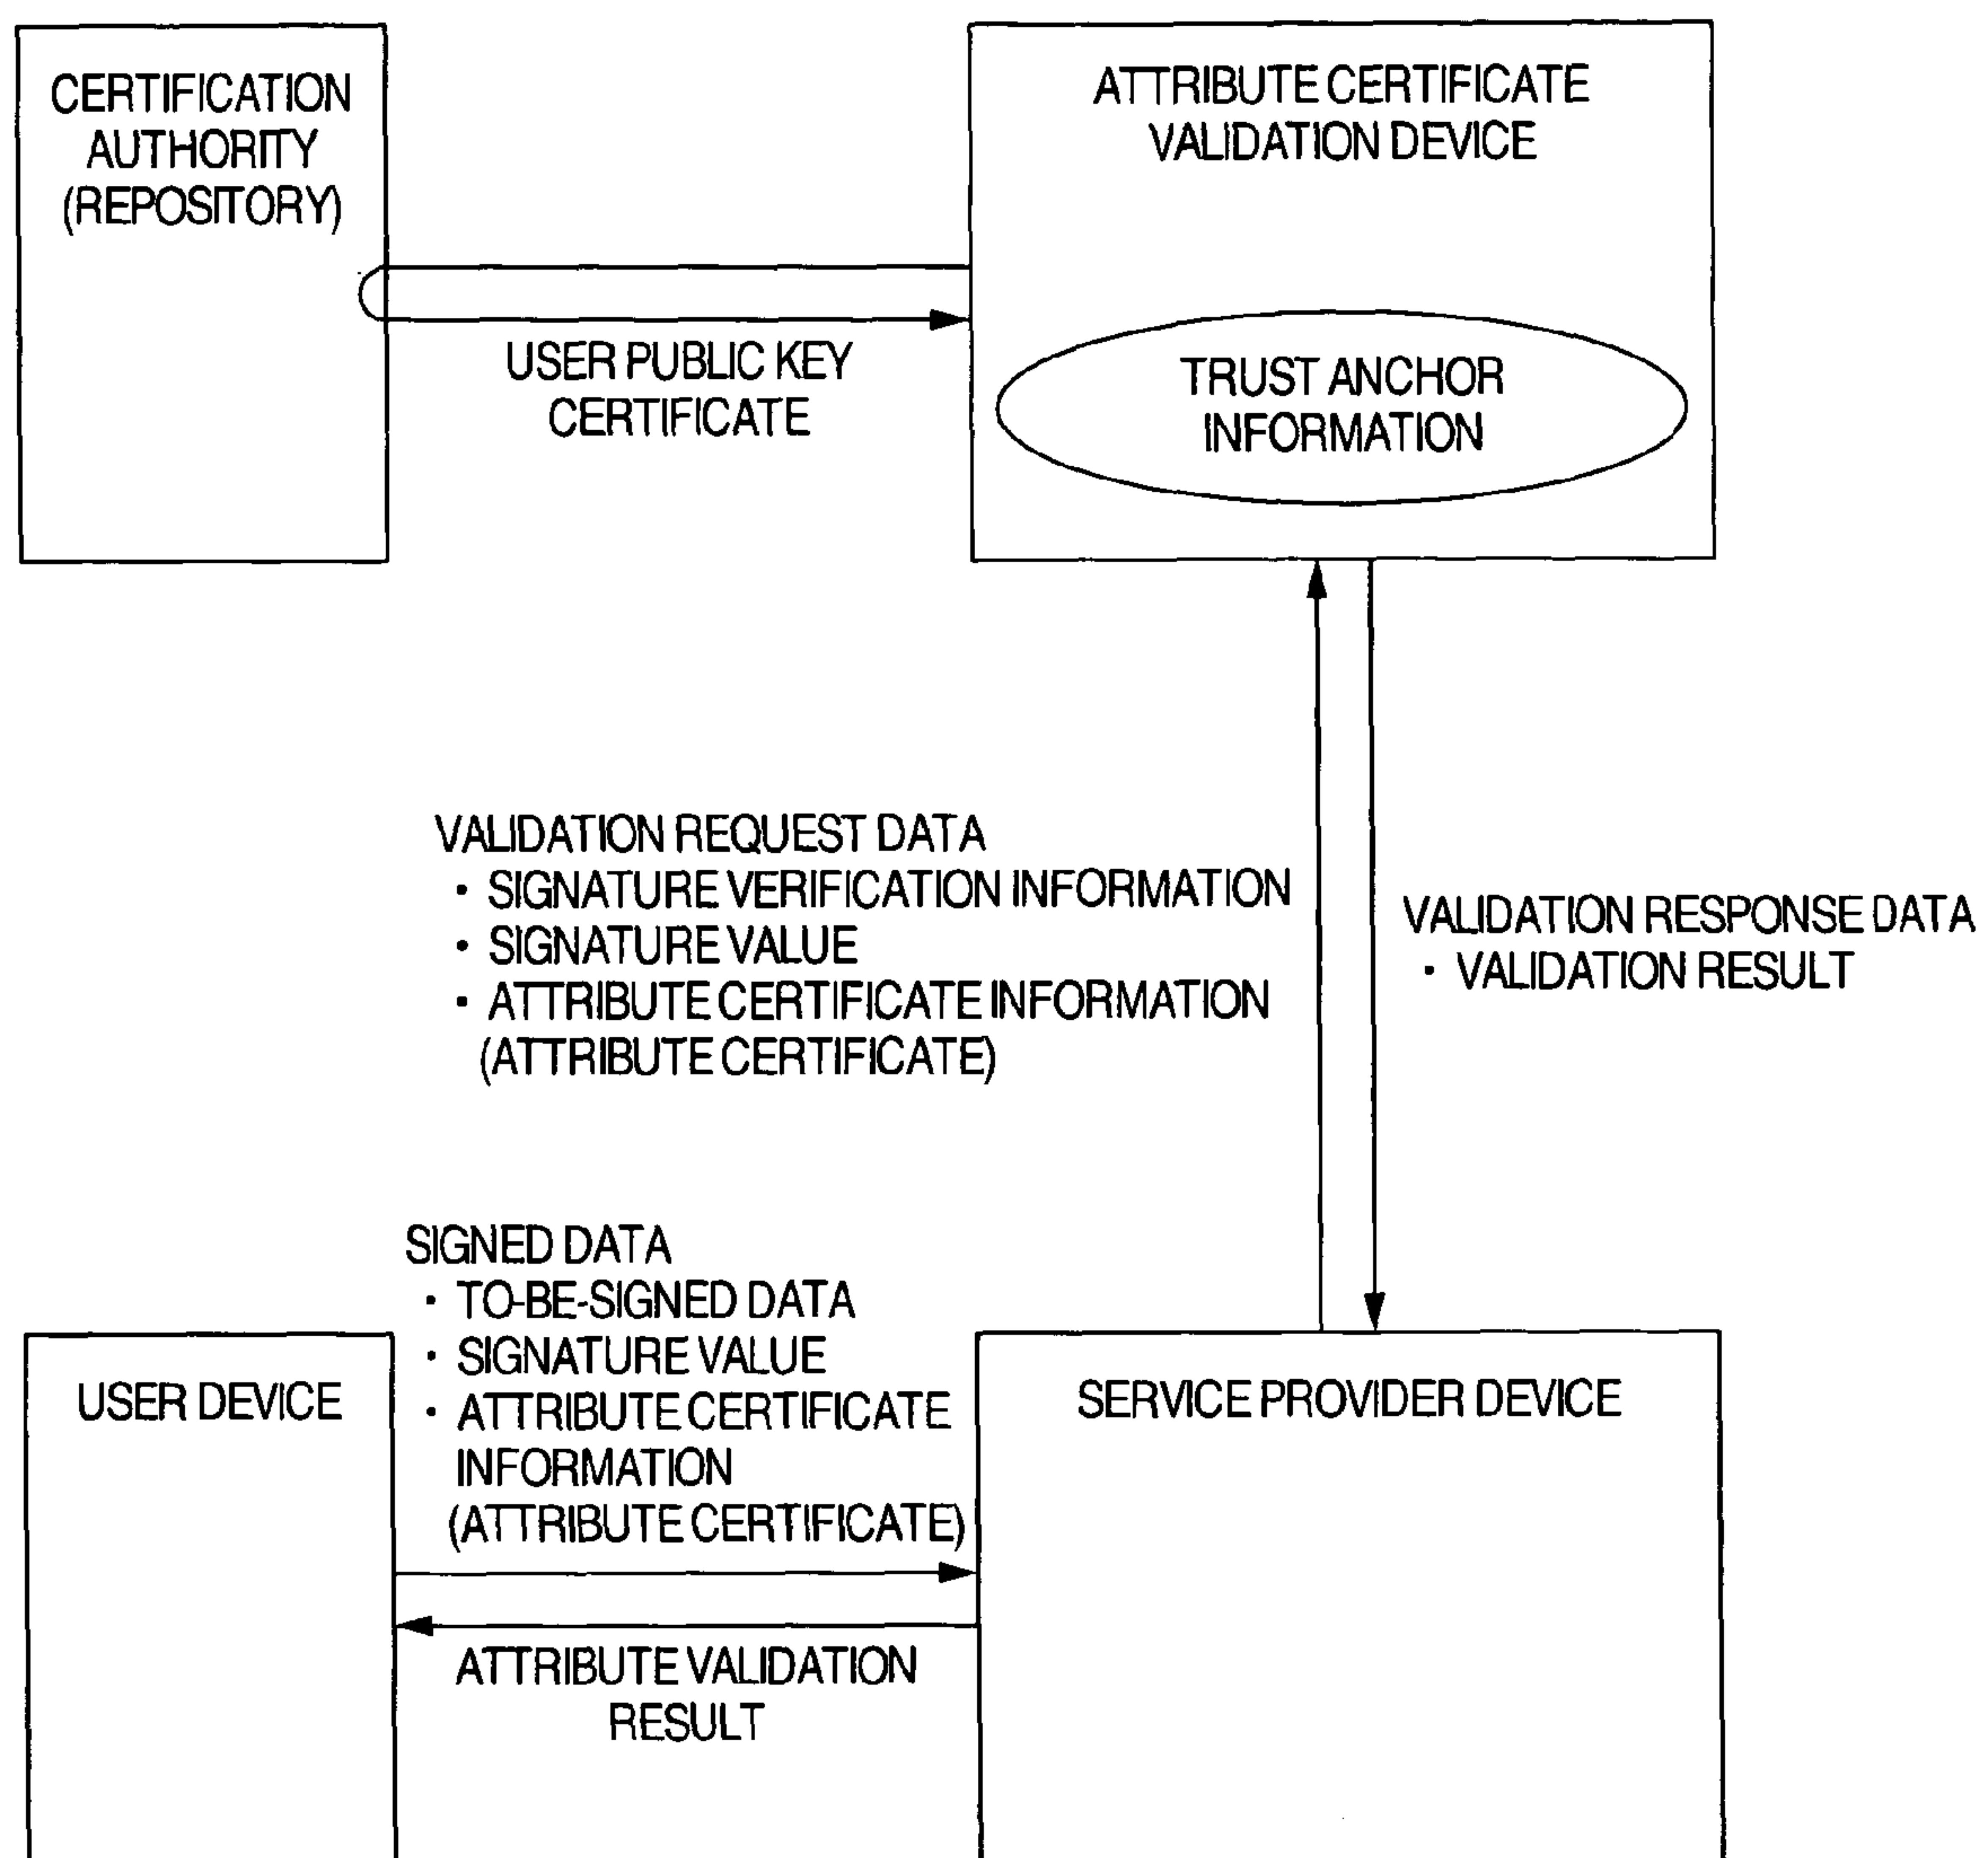 CERTIFICATION
AUTHORITY
(REPOSITORY)
ATTRIBUTE CERTIFICATE
VALIDATION DEVICE
USER PUBLIC KEY
CERTIFICATE
TRUST ANCHOR
INFORMATION
VALIDATION REQUEST DATA
・ SIGNATURE VERIFICATION INFORMATION
・ SIGNATURE VALUE
・ ATTRIBUTE CERTIFICATE INFORMATION
(ATTRIBUTE CERTIFICATE)
VALIDATION RESPONSE DATA
・ VALIDATION RESULT
SIGNED DATA
・ TO-BE-SIGNED DATA
・ SIGNATURE VALUE
・ ATTRIBUTE CERTIFICATE
INFORMATION
(ATTRIBUTE CERTIFICATE)
USER DEVICE
SERVICE PROVIDER DEVICE
ATTRIBUTE VALIDATION
RESULT